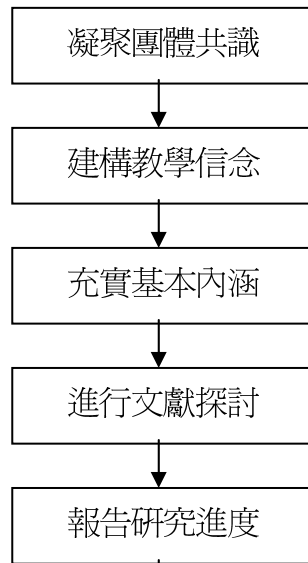 凝聚團體共識
建構教學信念
充實基本內涵
進行文獻探討
報告研究進度